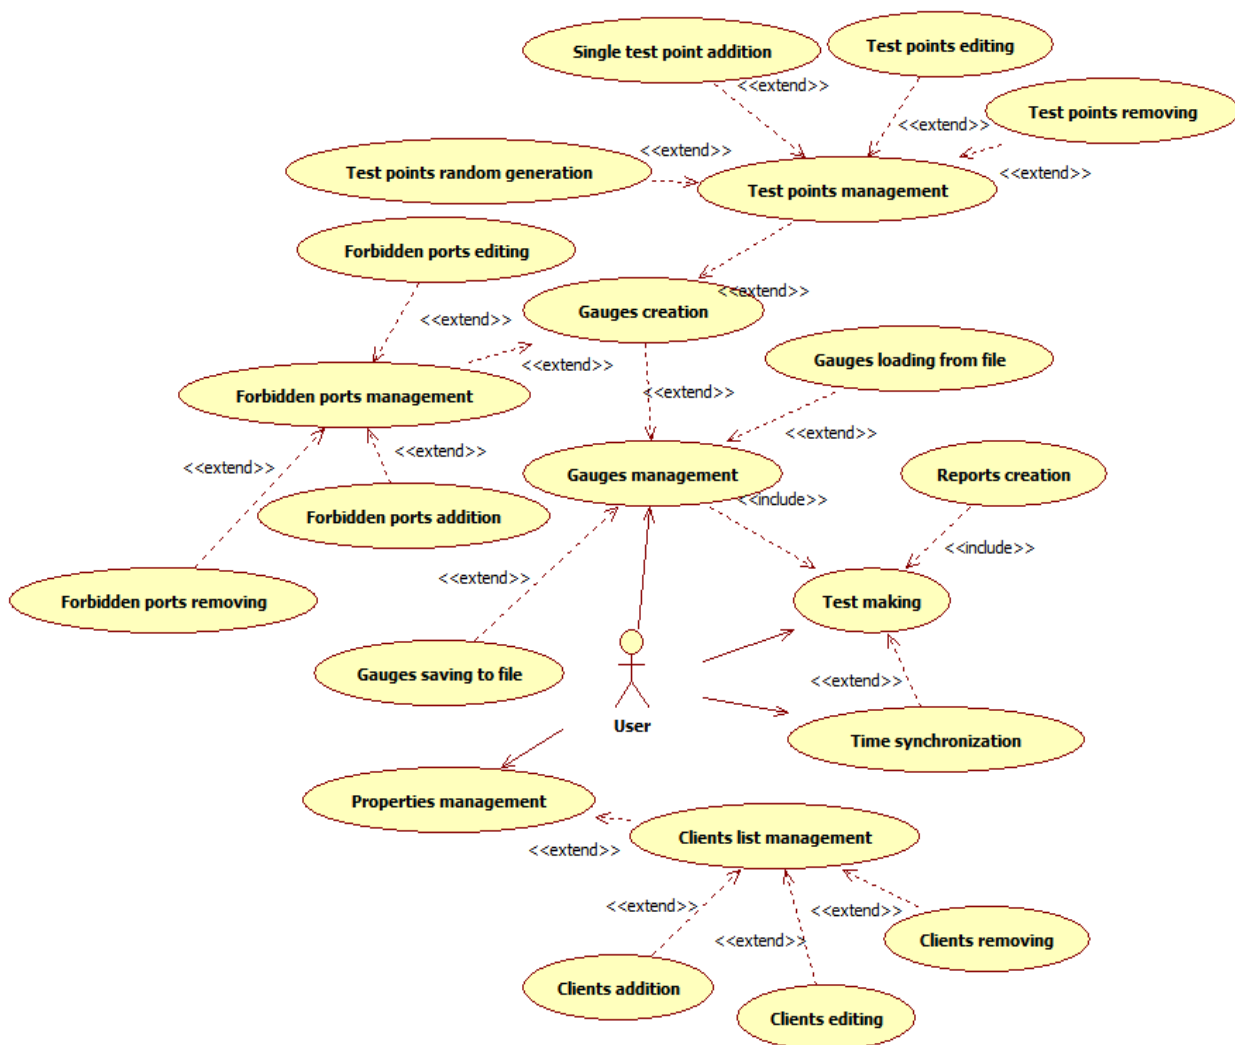 Single test point addition
Test points editing
<<extend>>
<<extend>>
Test points removing
<<extend>>
<<extend>>
Test points random generation
<<extend>>
Test points management
Forbidden ports editing
<<extend>>
Gauges creation
<<extend>>
<<extend>>
Gauges loading from file
Forbidden ports management
<<extend>>
<<extend>>
<<extend>>
<<extend>>
Gauges management
Reports creation
<<include>>
Forbidden ports addition
<<include>>
<<extend>>
Forbidden ports removing
Test making
Gauges saving to file
<<extend>>
User
Time synchronization
Properties management
Clients list management
<<extend>>
<<extend>>
<<extend>>
<<extend>>
Clients removing
Clients addition
Clients editing